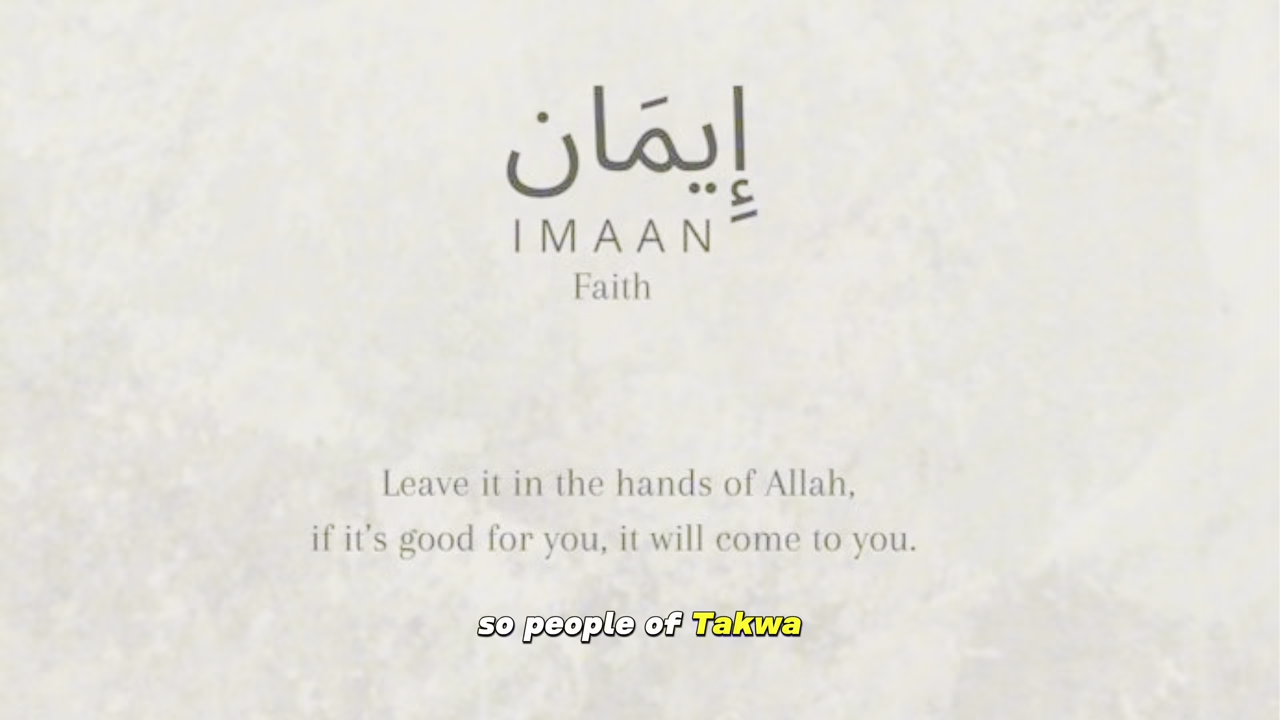 إِيمَان
IMAAN
Faith
Leave it in the hands of Allah,
if it's good for you, it will come to you.
so people of Takwa